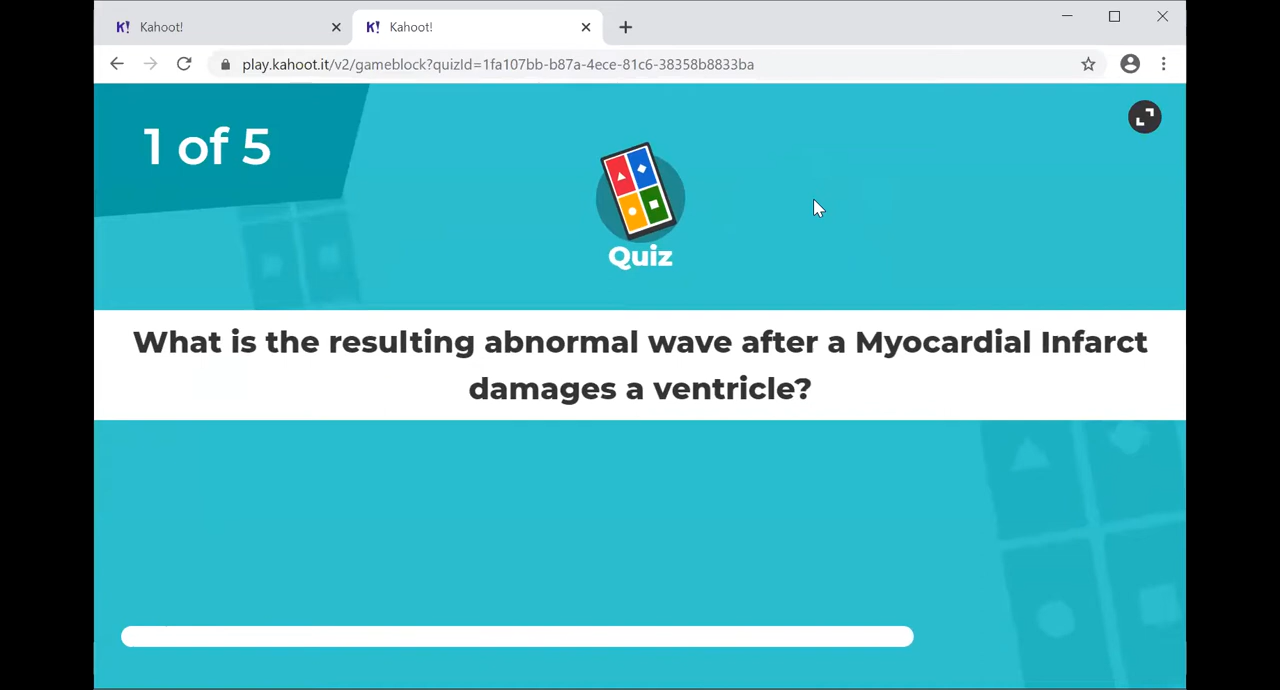 K! Kahoot!
K! Kahoot!
play.kahoot.it/v2/gameblock?quizId=1fa107bb-b87a-4ece-81c6-38358b8833ba
1 of 5
Quiz
What is the resulting abnormal wave after a Myocardial Infarct
damages a ventricle?